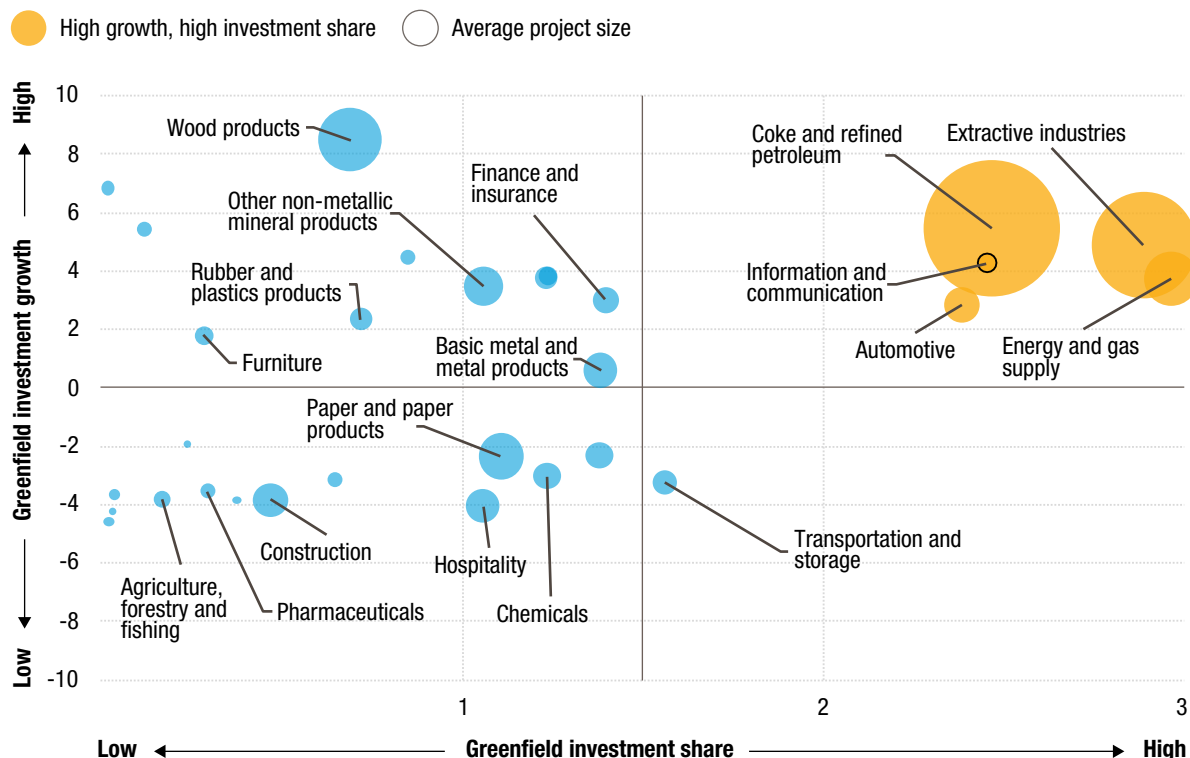 High growth, high investment share
Average project size
High
Greenfield investment growth
Low
10
8
6
4
2
0
-2
-4
-6
-8
-10
Wood products
Other non-metallic
mineral products
Finance and
insurance
Rubber and
plastics products
Furniture
Basic metal and
metal products
Coke and refined
petroleum
Extractive industries
Information and
communication
Automotive
Energy and gas
supply
Paper and paper
products
Construction
Hospitality
Agriculture,
forestry and
fishing
Pharmaceuticals
Chemicals
Transportation and
storage
1
2
3
Low
Greenfield investment share
High